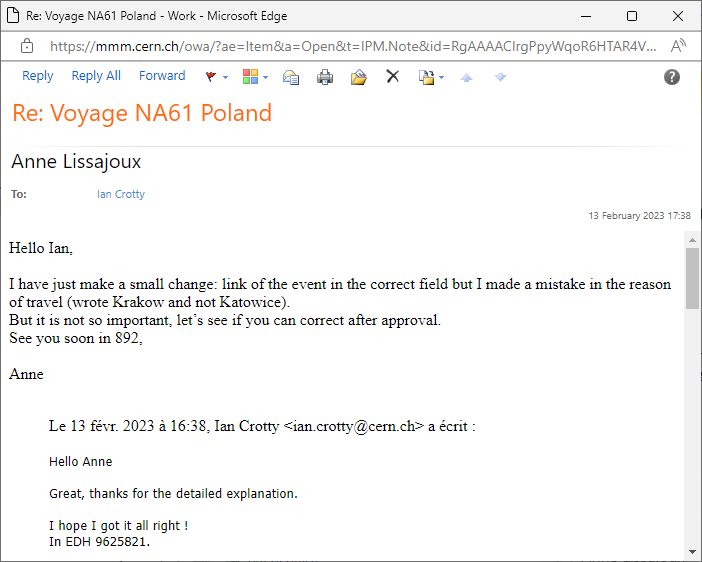 Re: Voyage NA61 Poland - Work - Microsoft Edge
https://mmm.cern.ch/owa/?ae=Item&a=Open&t=IPM.Note&id=RgAAAACIrgPpyWqoR6HTAR4V...
Reply Reply All Forward
Re: Voyage NA61 Poland
Anne Lissajoux
To: Ian Crotty
13 February 2023 17:38
Hello Ian,
I have just make a small change: link of the event in the correct field but I made a mistake in the reason
of travel (wrote Krakow and not Katowice).
But it is not so important, let’s see if you can correct after approval.
See you soon in 892,
Anne
Le 13 févr. 2023 à 16:38, Ian Crotty <ian.crotty@cern.ch> a écrit :
Hello Anne
Great, thanks for the detailed explanation.
I hope I got it all right !
In EDH 9625821.